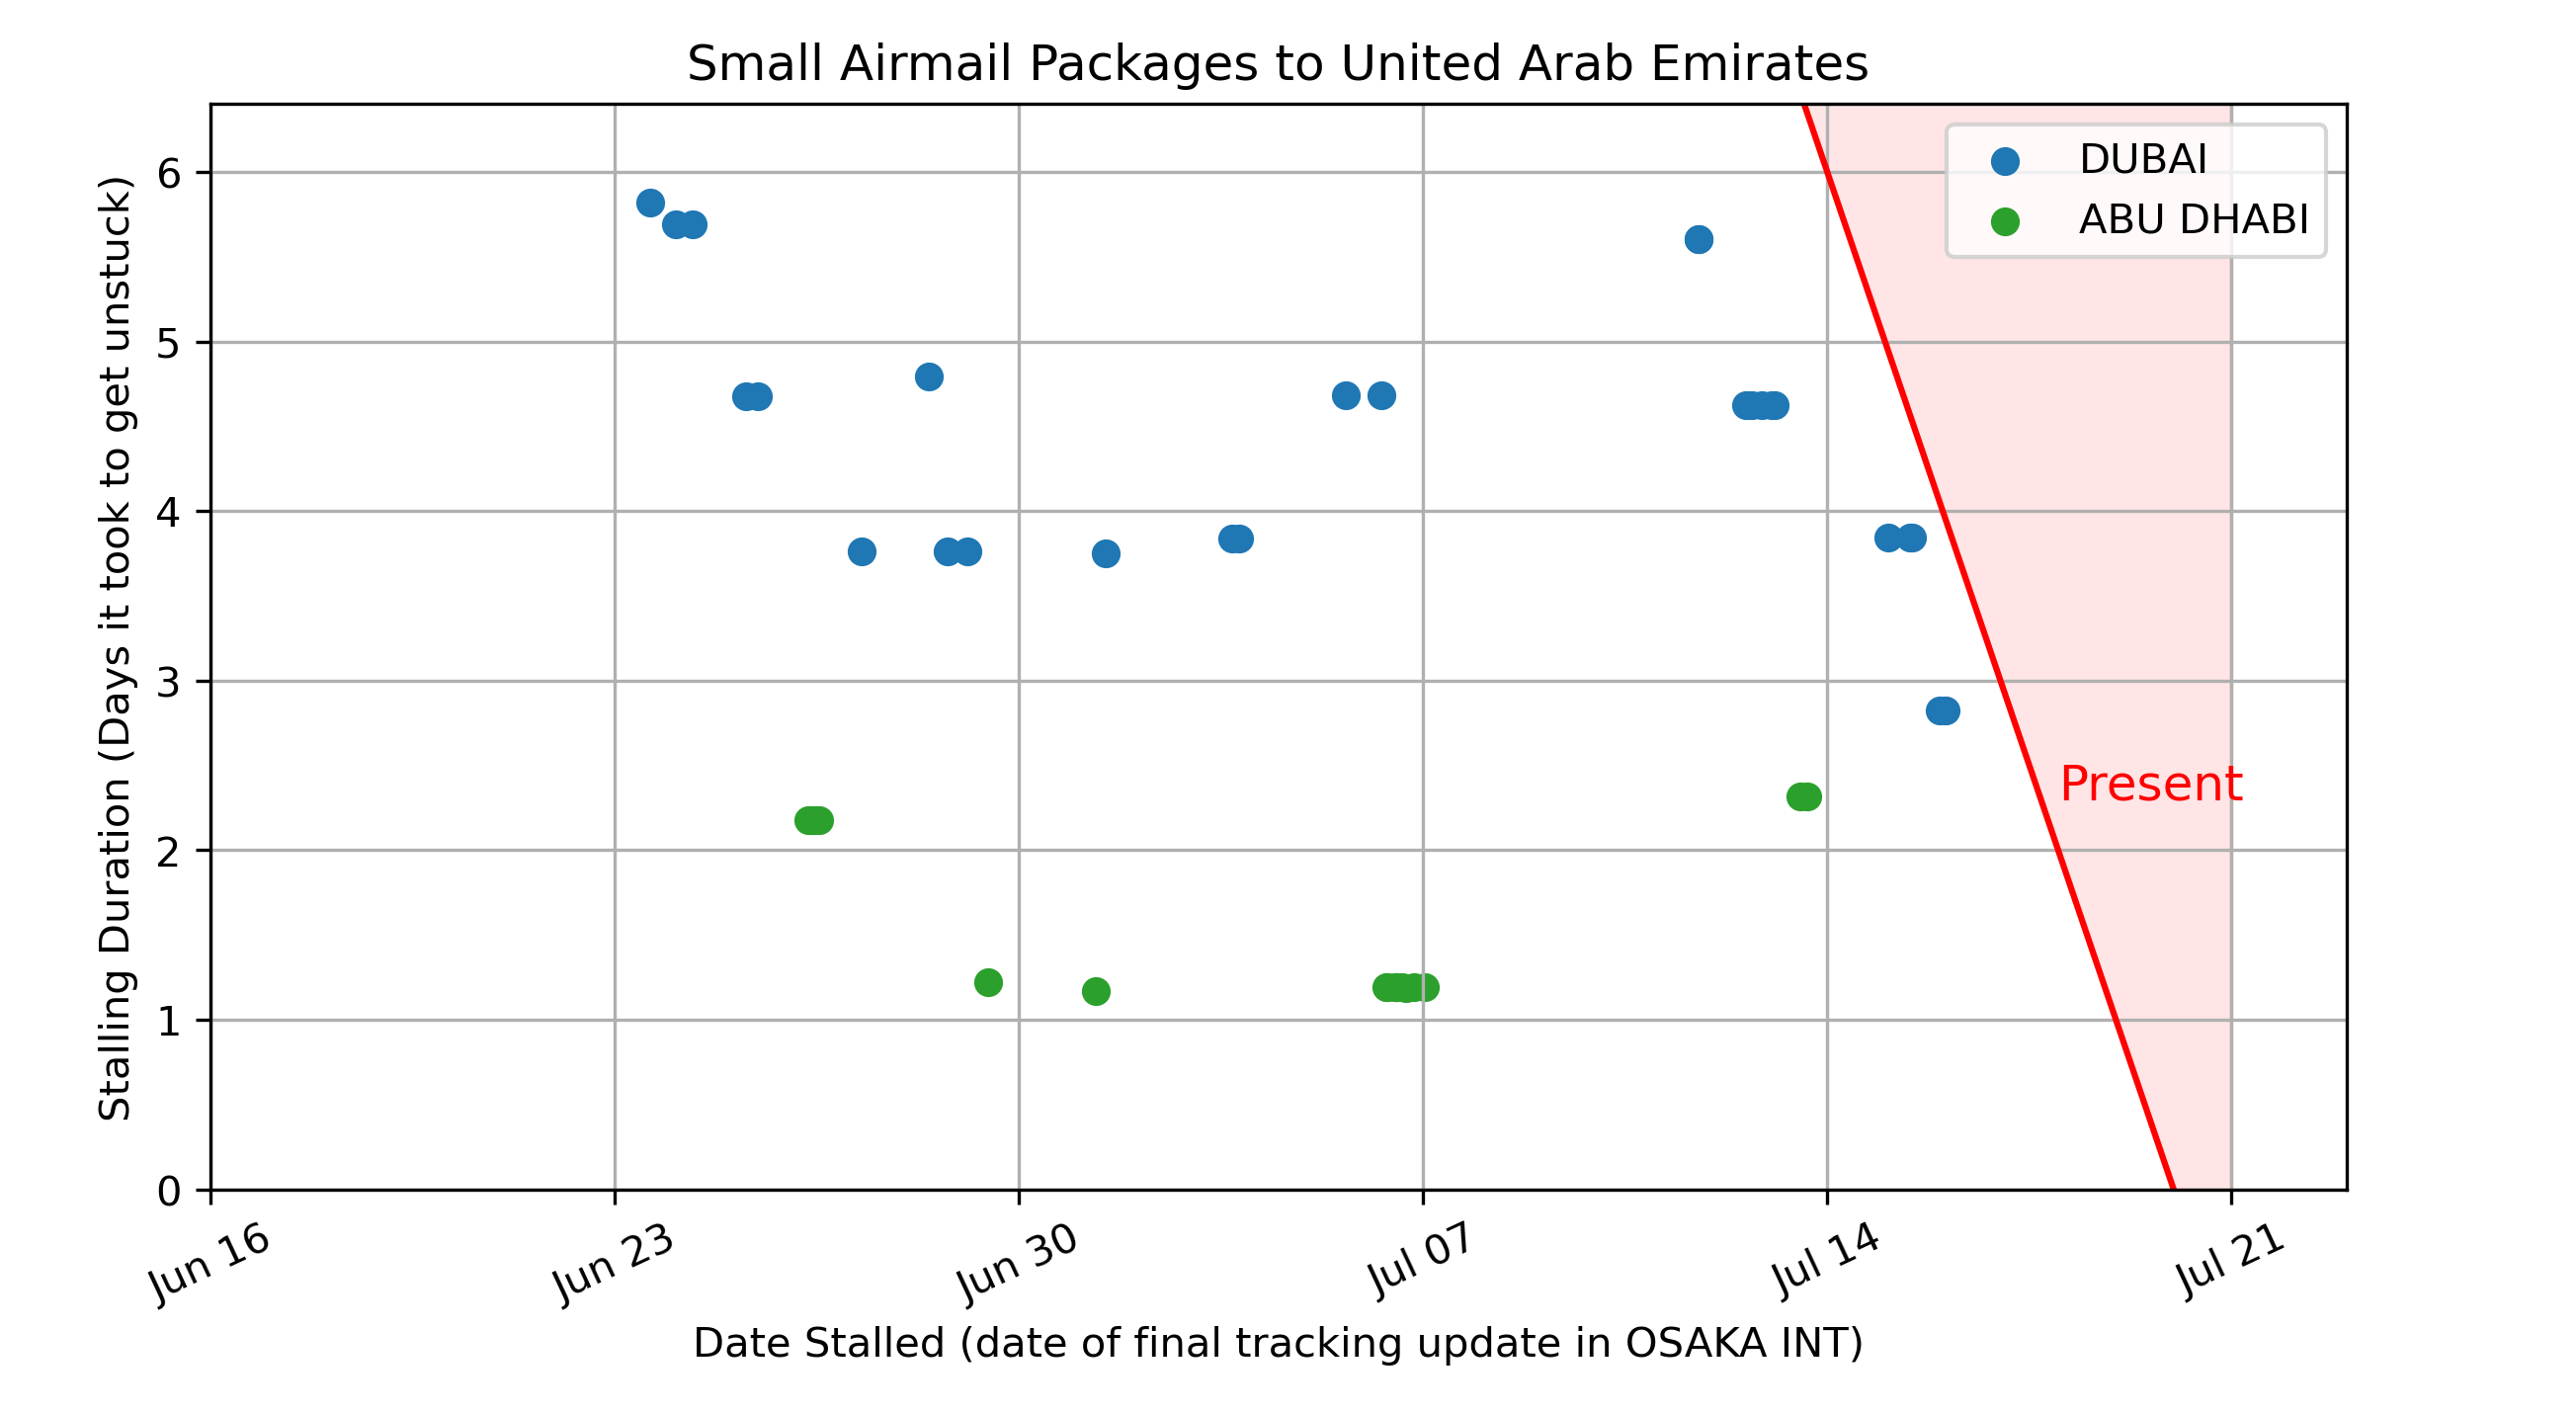 Small Airmail Packages to United Arab Emirates
DUBAI
ABU DHABI
Present
Stalling Duration (Days it took to get unstuck)
6
5
4
3
2
1
0
Jun 16
Jun 23
Jun 30
Jul 07
Jul 14
Jul 21
Date Stalled (date of final tracking update in OSAKA INT)